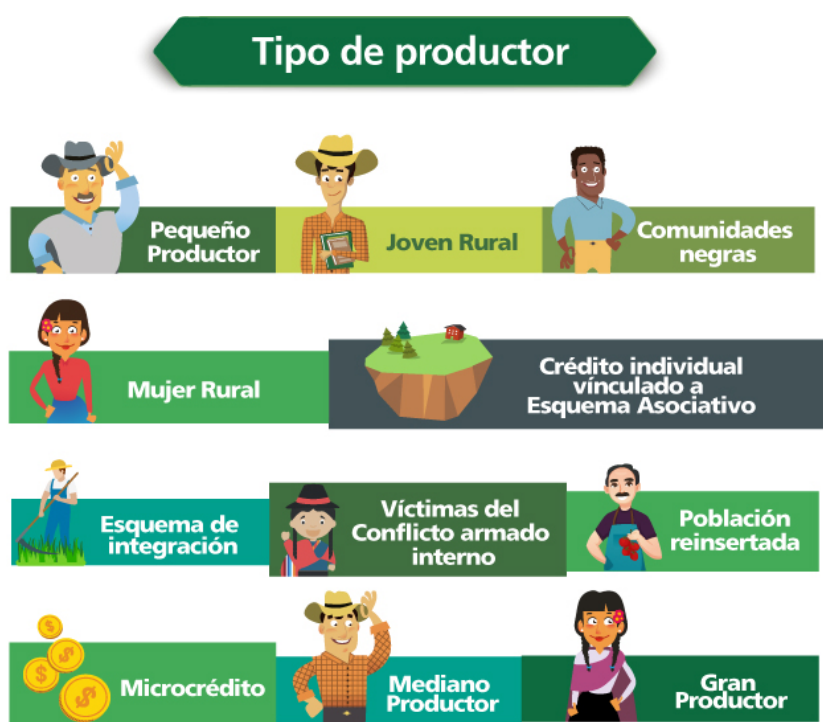 Tipo de productor
Pequeño
Productor
Joven Rural
Comunidades
negras
Mujer Rural
Crédito individual
vínculado a
Esquema Asociativo
Esquema de
integración
Víctimas del
Conflicto armado
interno
Población
reinsertada
Microcrédito
Mediano
Productor
Gran
Productor